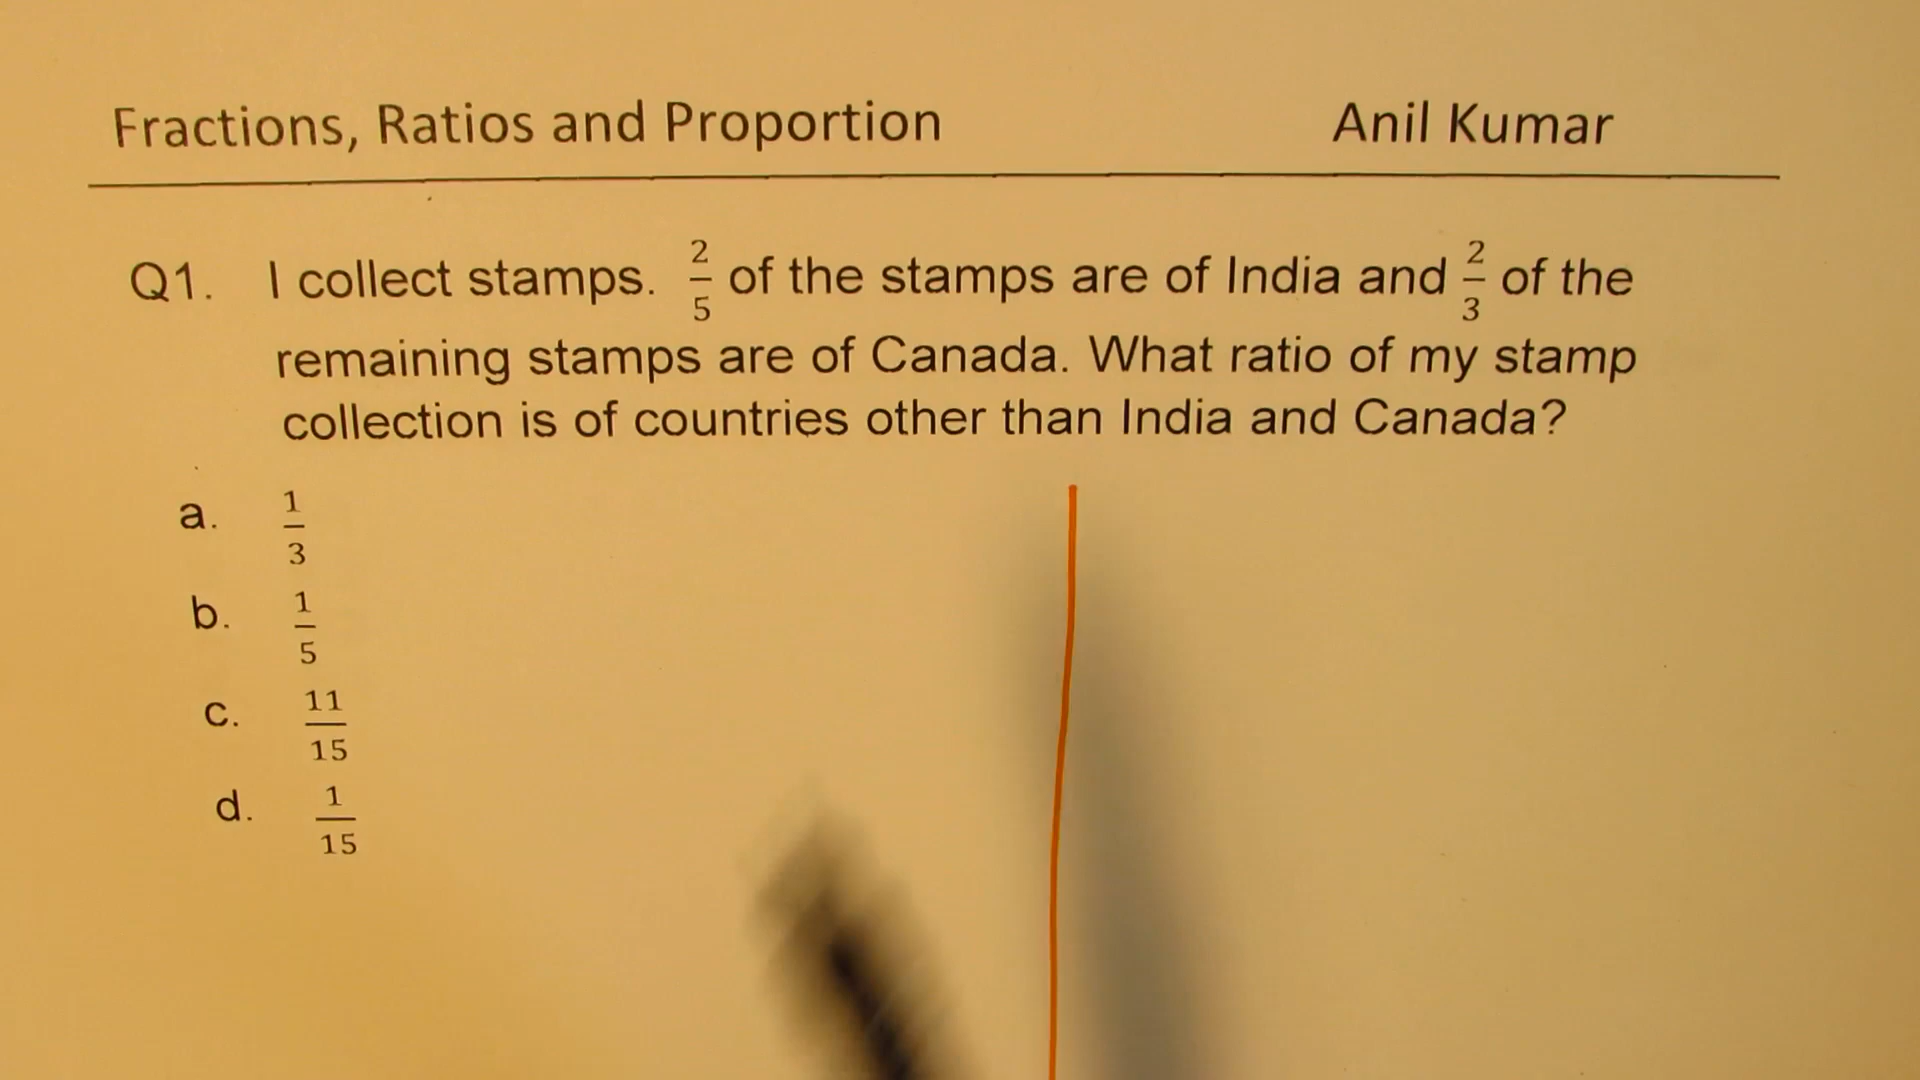 Fractions, Ratios and Proportion Anil Kumar
Q1. I collect stamps. 2/5 of the stamps are of India and 2/3 of the
remaining stamps are of Canada. What ratio of my stamp
collection is of countries other than India and Canada?
a. 1/3
b. 1/5
c. 11/15
d. 1/15